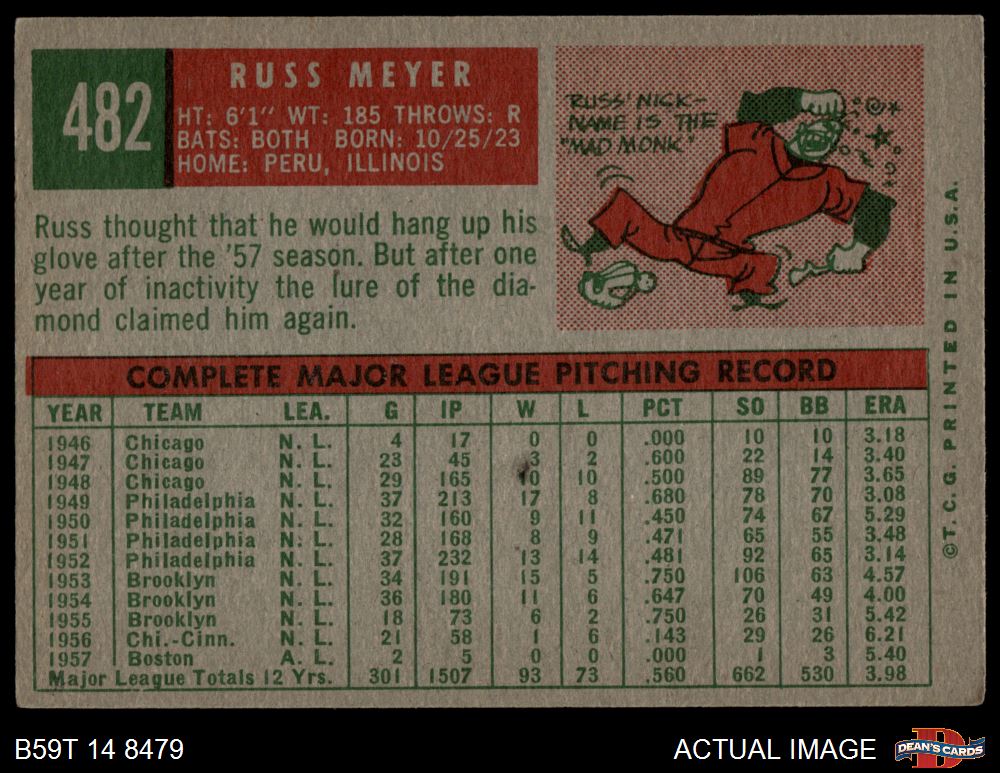 482
RUSS MEYER
HT: 6'1" WT: 185 THROWS: R
BATS: BOTH BORN: 10/25/23
HOME: PERU, ILLINOIS
RUSS' NICK-
NAME IS THE
"MAD MONK"
Russ thought that he would hang up his
glove after the '57 season. But after one
year of inactivity the lure of the dia-
mond claimed him again.
COMPLETE MAJOR LEAGUE PITCHING RECORD
YEAR TEAM LEA. G IP W L PCT SO BB ERA
1946 Chicago N. L. 4 17 0 0 .000 10 10 3.18
1947 Chicago N. L. 23 45 3 2 .600 22 14 3.40
1948 Chicago N. L. 29 165 10 10 .500 89 77 3.65
1949 Philadelphia N. L. 37 213 17 8 .680 78 70 3.08
1950 Philadelphia N. L. 32 160 9 11 .450 74 67 5.29
1951 Philadelphia N. L. 28 168 8 9 .471 65 55 3.48
1952 Philadelphia N. L. 37 232 13 14 .481 92 65 3.14
1953 Brooklyn N. L. 34 191 15 5 .750 106 63 4.57
1954 Brooklyn N. L. 36 180 11 6 .647 70 49 4.00
1955 Brooklyn N. L. 18 73 6 2 .750 26 31 5.42
1956 Chi.-Cinn. N. L. 21 58 1 6 .143 29 26 6.21
1957 Boston A. L. 2 5 0 0 .000 1 3 5.40
Major League Totals 12 Yrs. 301 1507 93 73 .560 662 530 3.98
©T.C.G. PRINTED IN U.S.A.
B59T 14 8479
ACTUAL IMAGE
DEAN'S CARDS